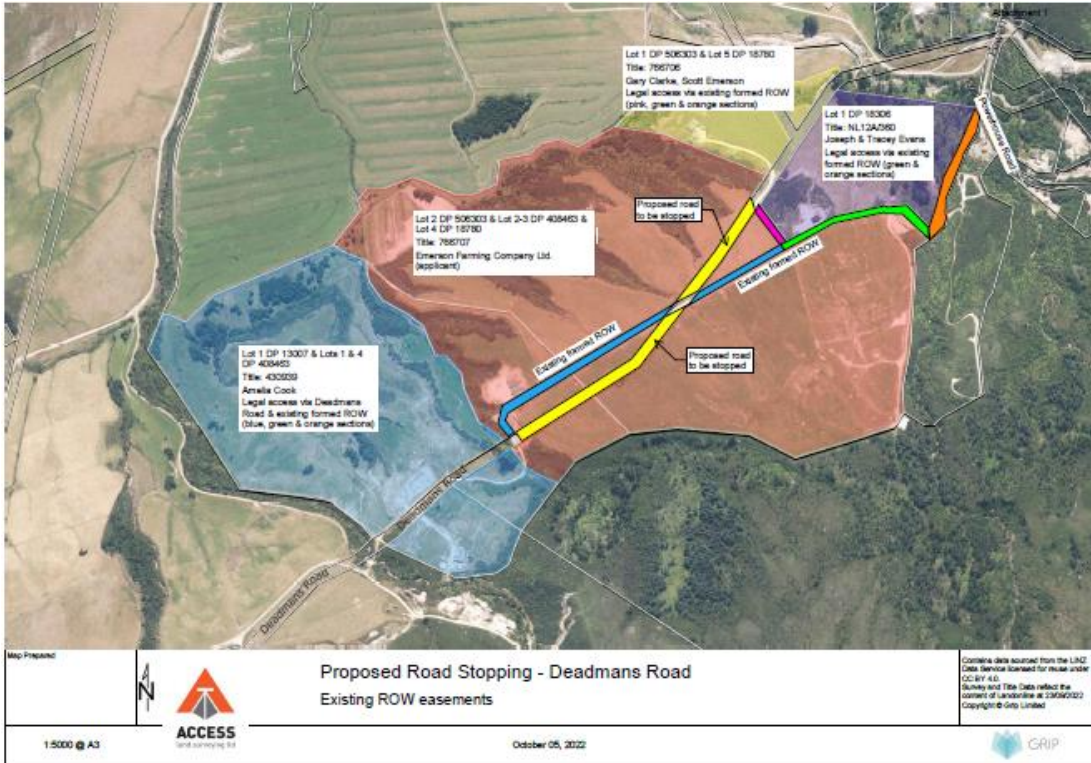 Attachment 1
Lot 1 DP 506303 & Lot 5 DP 18780
Title: 766706
Gary Clarke, Scott Emerson
Legal access via existing formed ROW
(pink, green & orange sections)
Lot 1 DP 18306
Title: NL12A/360
Joseph & Tracey Evans
Legal access via existing
formed ROW (green &
orange sections)
Powerhouse Road
Lot 2 DP 506303 & Lot 2-3 DP 408463 &
Lot 4 DP 18780
Title: 766707
Emerson Farming Company Ltd.
(applicant)
Proposed road
to be stopped
Existing formed ROW
Existing formed ROW
Proposed road
to be stopped
Lot 1 DP 13007 & Lots 1 & 4
DP 408463
Title: 430939
Amelia Cook
Legal access via Deadmans
Road & existing formed ROW
(blue, green & orange sections)
Deadmans Road
Deadmans Road
Map Prepared
N
ACCESS
land surveying ltd
Proposed Road Stopping - Deadmans Road
Existing ROW easements
Contains data sourced from the LINZ
Data Service licensed for reuse under
CC BY 4.0.
Survey and Title Data reflect the
content of Landonline at 23/09/2022
Copyright © Grip Limited
1:5000 @ A3
October 05, 2022
GRIP